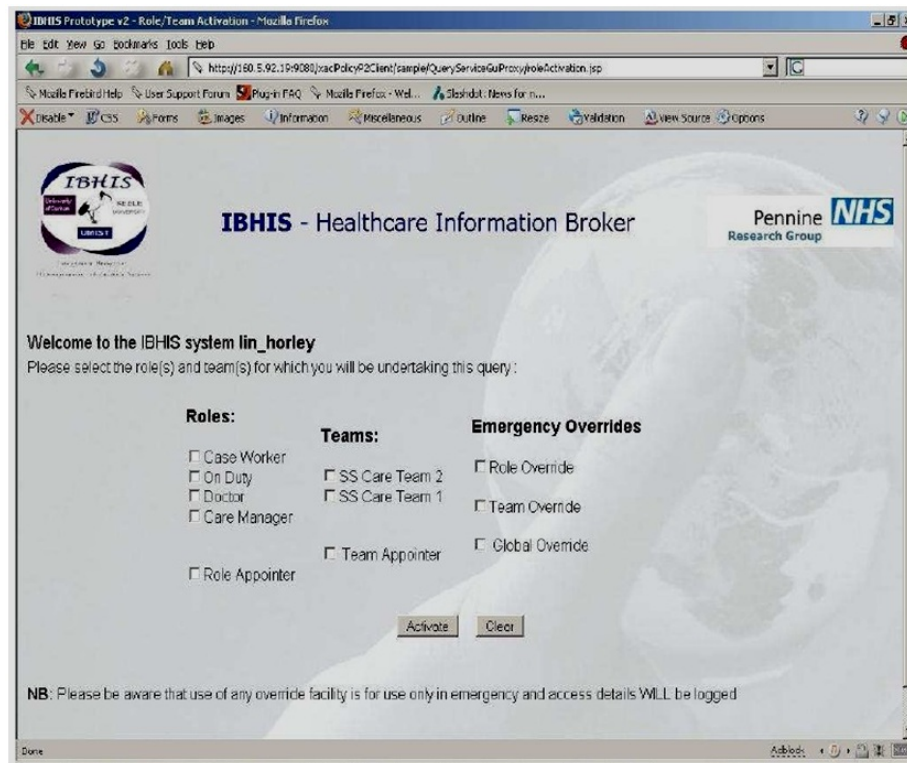 IBHIS Prototype v2 - Role/Team Activation - Mozilla Firefox
File Edit View Go Bookmarks Tools Help
http://160.5.92.19:9080/xacPolicyP2Client/sample/QueryServiceGuiProxy/roleActivation.jsp
Mozilla Firebird Help User Support Forum Plug-in FAQ Mozilla Firefox - Wel... Slashdot: News for n...
Disable CSS Forms Images Information Miscellaneous Outline Resize Validation View Source Options
IBHIS
KEELE
UMIST
IBHIS - Healthcare Information Broker
Pennine NHS
Research Group
Welcome to the IBHIS system lin_horley
Please select the role(s) and team(s) for which you will be undertaking this query :
Roles:
Case Worker
On Duty
Doctor
Care Manager
Role Appointer
Teams:
SS Care Team 2
SS Care Team 1
Team Appointer
Emergency Overrides
Role Override
Team Override
Global Override
Activate Clear
NB: Please be aware that use of any override facility is for use only in emergency and access details WILL be logged
Done
Adblock